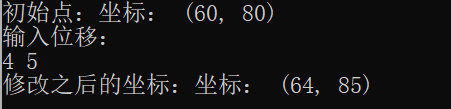 初始点：坐标： (60, 80)
输入位移：
4 5
修改之后的坐标：坐标： (64, 85)